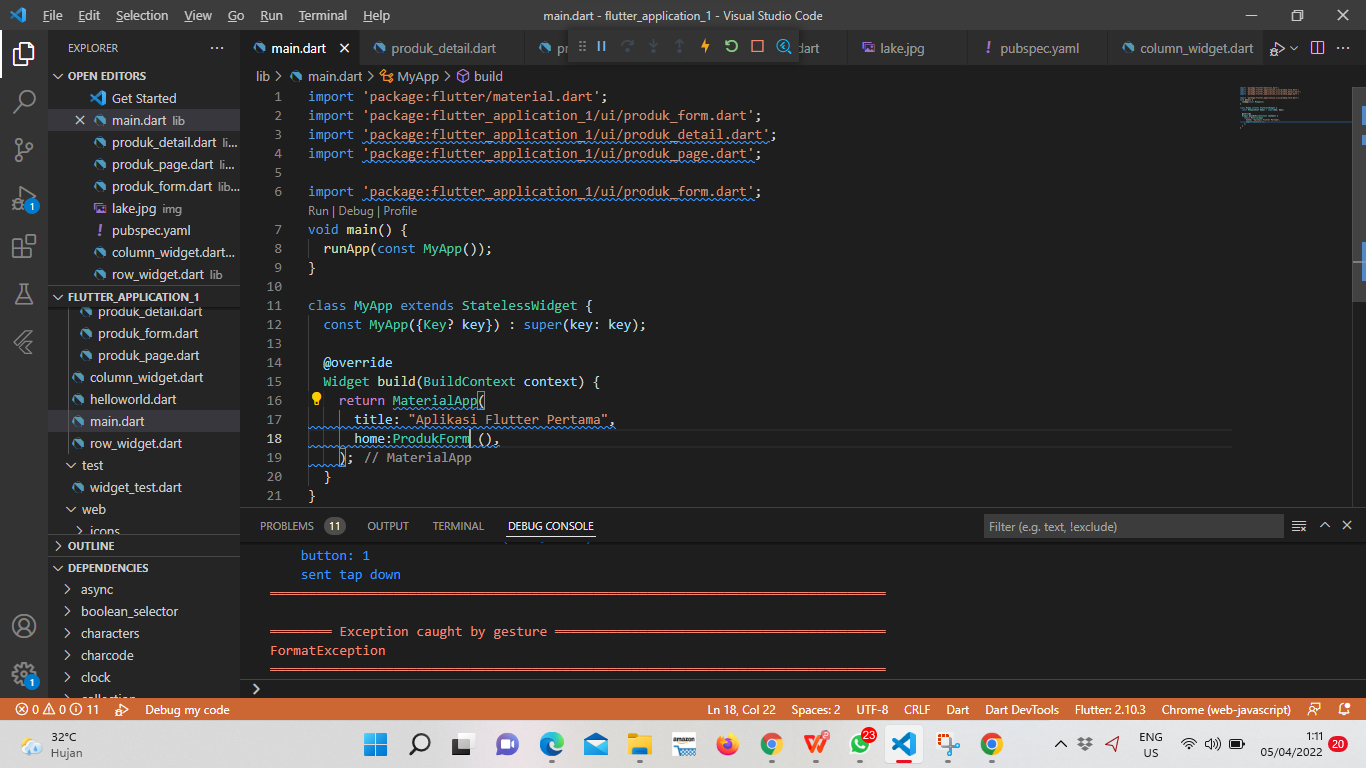 File Edit Selection View Go Run Terminal Help
main.dart - flutter_application_1 - Visual Studio Code
EXPLORER
OPEN EDITORS
Get Started
main.dart lib
produk_detail.dart li...
produk_page.dart li...
produk_form.dart lib...
lake.jpg img
pubspec.yaml
column_widget.dart...
row_widget.dart lib
FLUTTER_APPLICATION_1
produk_detail.dart
produk_form.dart
produk_page.dart
column_widget.dart
helloworld.dart
main.dart
row_widget.dart
test
widget_test.dart
web
icons
OUTLINE
DEPENDENCIES
async
boolean_selector
characters
charcode
clock
collection
main.dart produk_detail.dart pr dart lake.jpg pubspec.yaml column_widget.dart
lib > main.dart > MyApp > build
1 import 'package:flutter/material.dart';
2 import 'package:flutter_application_1/ui/produk_form.dart';
3 import 'package:flutter_application_1/ui/produk_detail.dart';
4 import 'package:flutter_application_1/ui/produk_page.dart';
5
6 import 'package:flutter_application_1/ui/produk_form.dart';
Run | Debug | Profile
7 void main() {
8 runApp(const MyApp());
9 }
10
11 class MyApp extends StatelessWidget {
12 const MyApp({Key? key}) : super(key: key);
13
14 @override
15 Widget build(BuildContext context) {
16 return MaterialApp(
17 title: "Aplikasi Flutter Pertama",
18 home:ProdukForm (),
19 ); // MaterialApp
20 }
21 }
PROBLEMS 11 OUTPUT TERMINAL DEBUG CONSOLE
Filter (e.g. text, !exclude)
button: 1
sent tap down
════════ Exception caught by gesture ════════
FormatException
1
1
0 0 11 Debug my code
Ln 18, Col 22 Spaces: 2 UTF-8 CRLF Dart Dart DevTools Flutter: 2.10.3 Chrome (web-javascript)
32°C
Hujan
amazon
23
ENG
US
1:11
05/04/2022
20